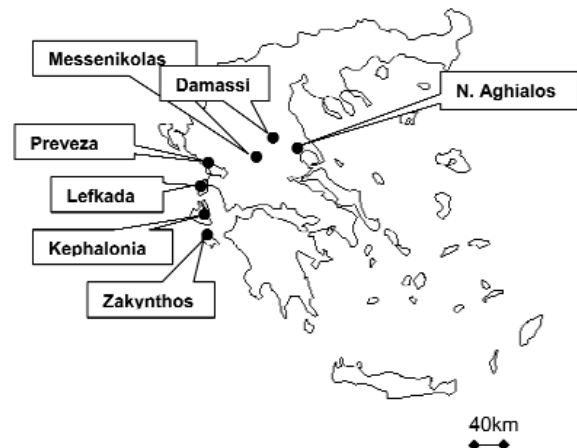 Messenikolas
Damassi
N. Aghialos
Preveza
Lefkada
Kephalonia
Zakynthos
40km